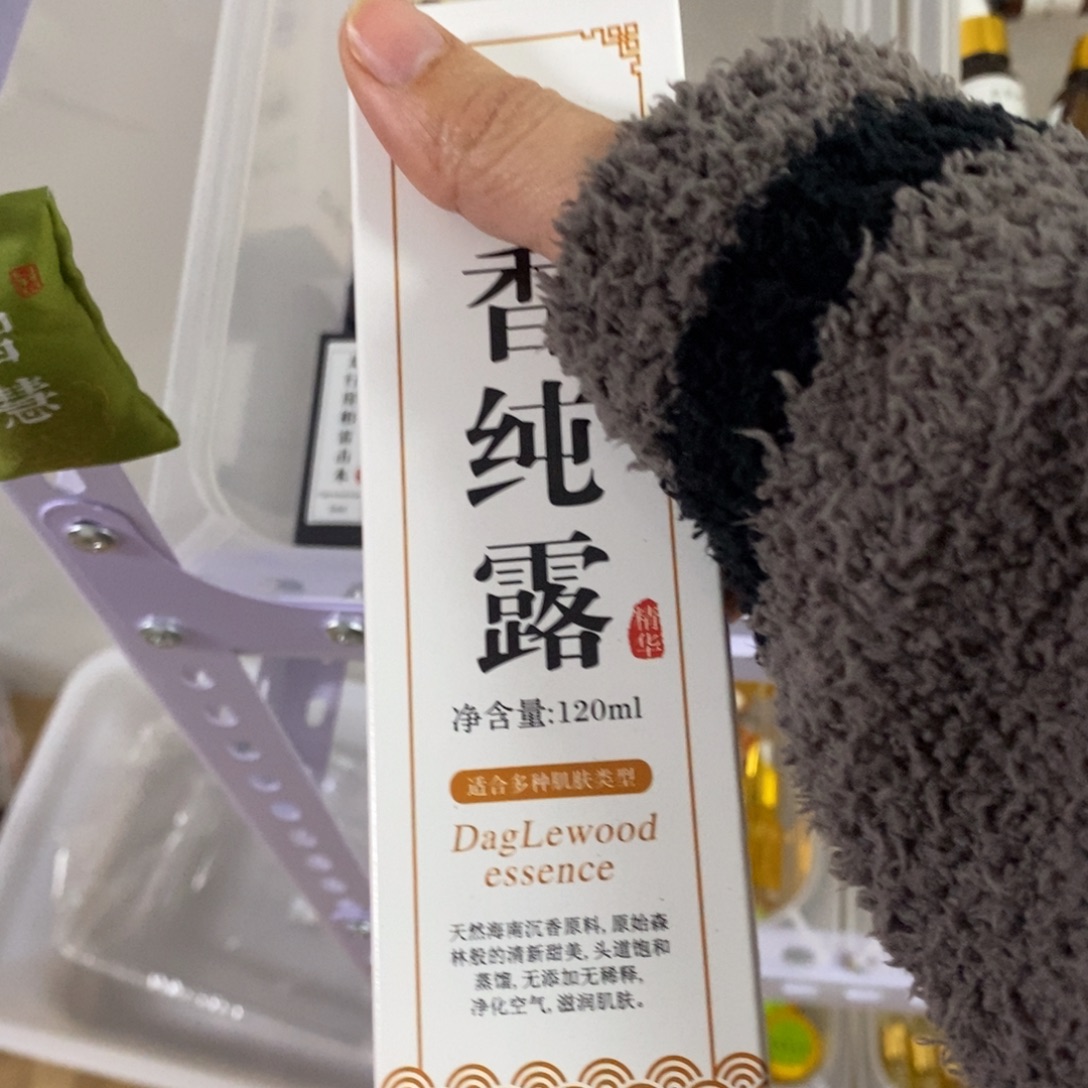 香
纯
露
精华
净含量:120ml
适合多种肌肤类型
DagLewood
essence
天然海南沉香原料,原始森
林般的清新甜美,头道饱和
蒸馏,无添加无稀释,
净化空气,滋润肌肤。
慧